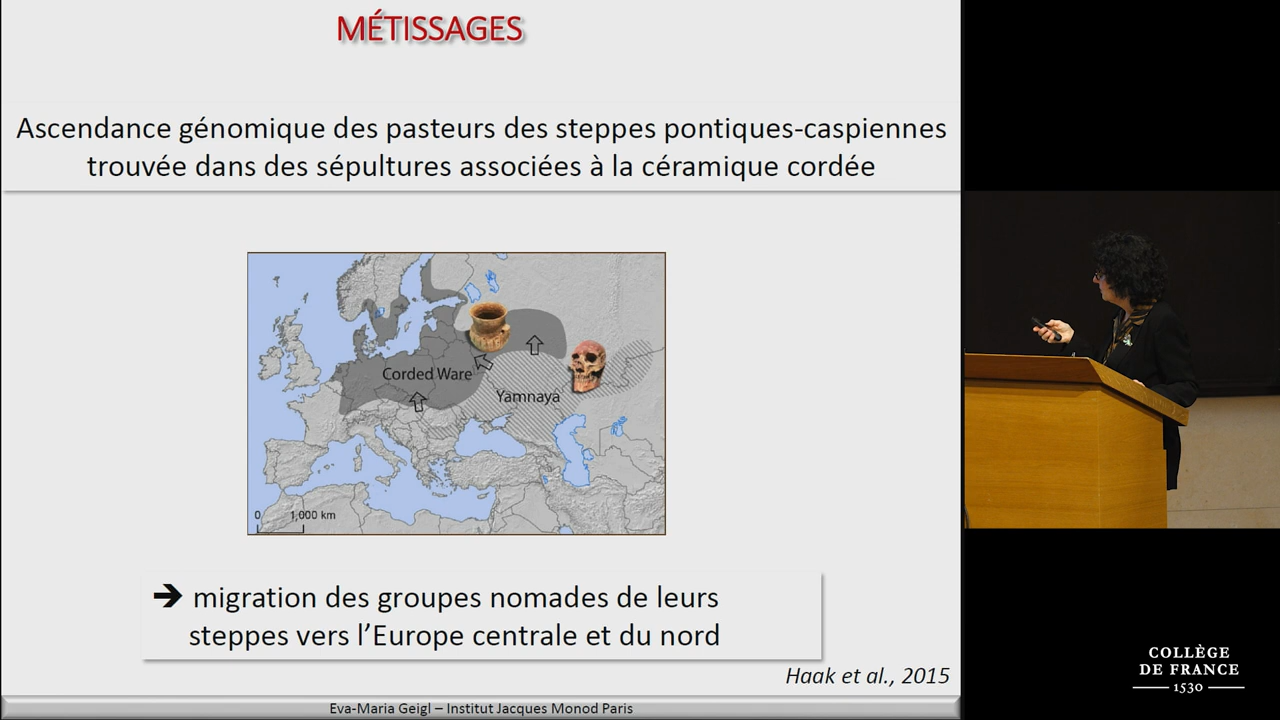 MÉTISSAGES
Ascendance génomique des pasteurs des steppes pontiques-caspiennes
trouvée dans des sépultures associées à la céramique cordée
Corded Ware
Yamnaya
0 1,000 km
➔ migration des groupes nomades de leurs
steppes vers l’Europe centrale et du nord
Haak et al., 2015
Eva-Maria Geigl – Institut Jacques Monod Paris
COLLÈGE
DE FRANCE
1530